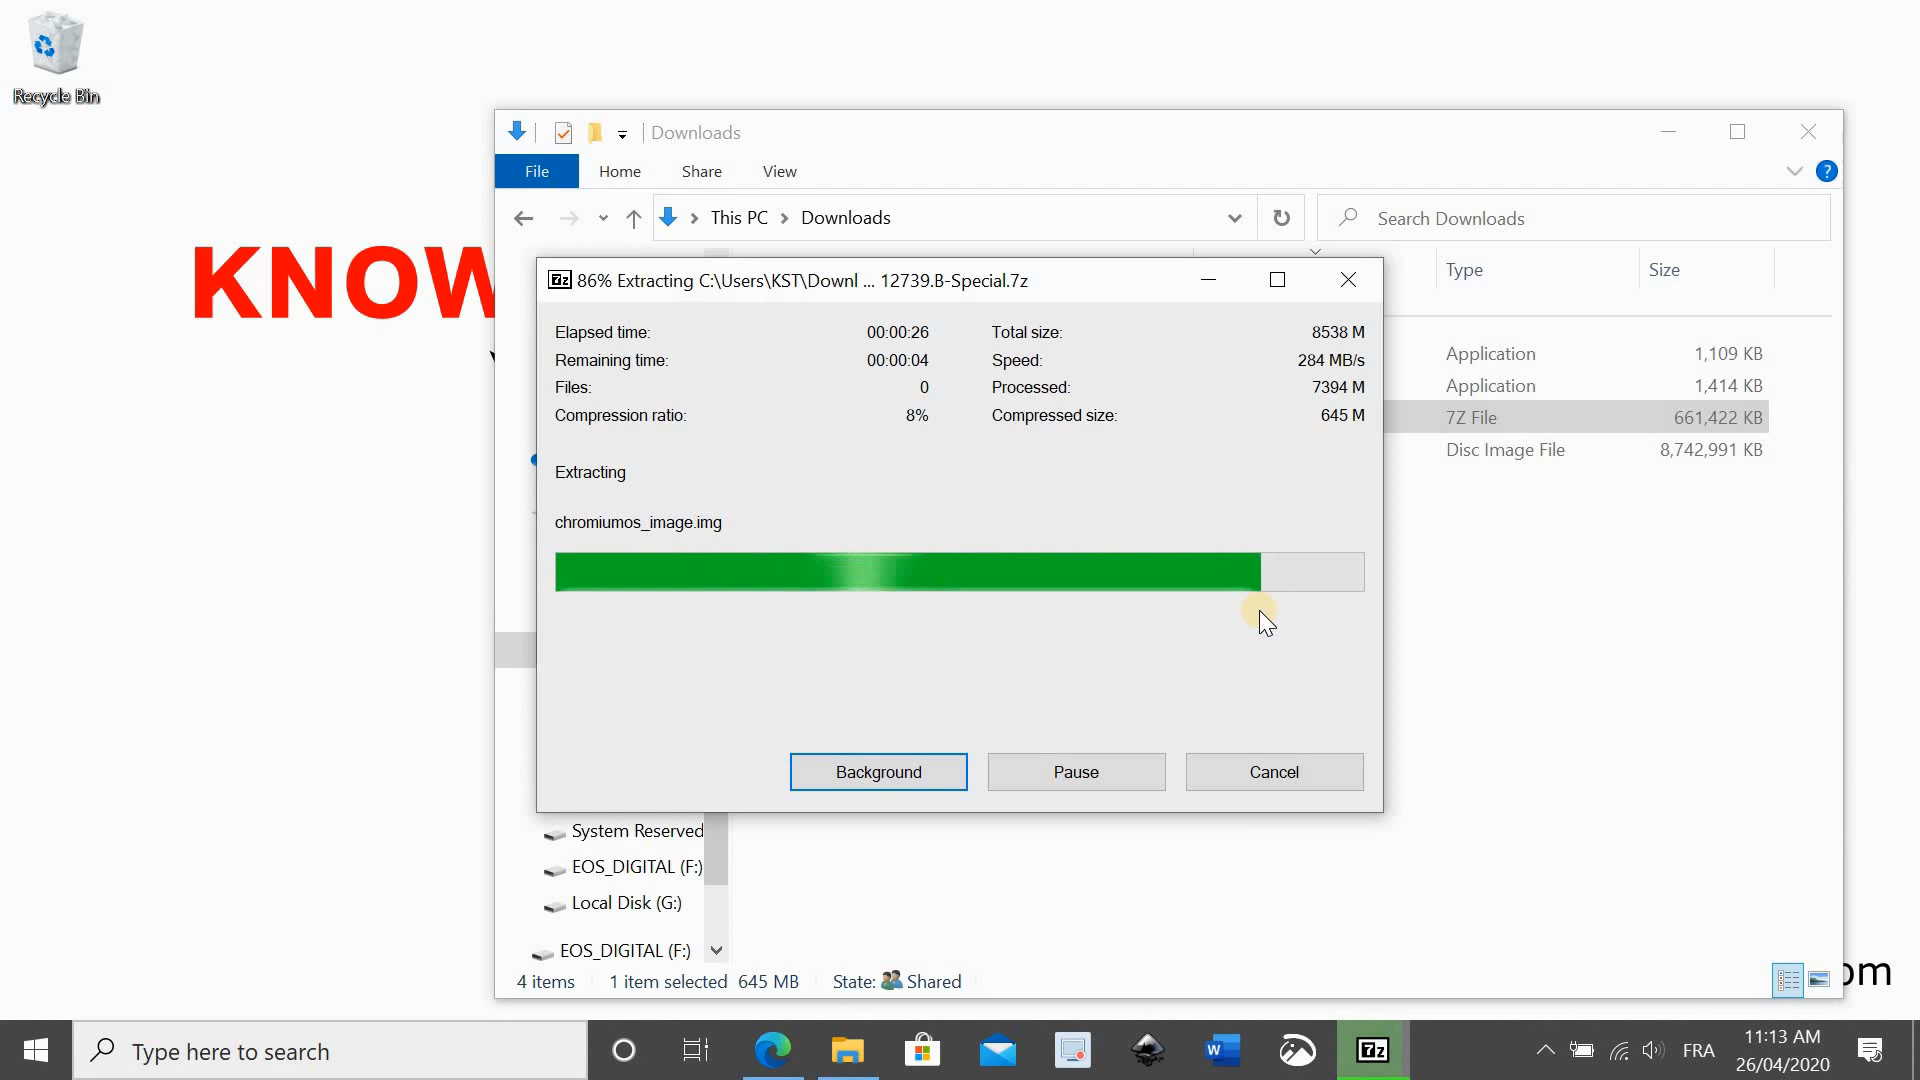 Recycle Bin
KNOW
Downloads
File Home Share View
This PC Downloads
Search Downloads
Type Size
Application 1,109 KB
Application 1,414 KB
7Z File 661,422 KB
Disc Image File 8,742,991 KB
7z 86% Extracting C:\Users\KST\Downl ... 12739.B-Special.7z
Elapsed time: 00:00:26 Total size: 8538 M
Remaining time: 00:00:04 Speed: 284 MB/s
Files: 0 Processed: 7394 M
Compression ratio: 8% Compressed size: 645 M
Extracting
chromiumos_image.img
Background Pause Cancel
System Reserved
EOS_DIGITAL (F:)
Local Disk (G:)
EOS_DIGITAL (F:)
4 items 1 item selected 645 MB State: Shared
om
Type here to search
W
7z
FRA
11:13 AM
26/04/2020